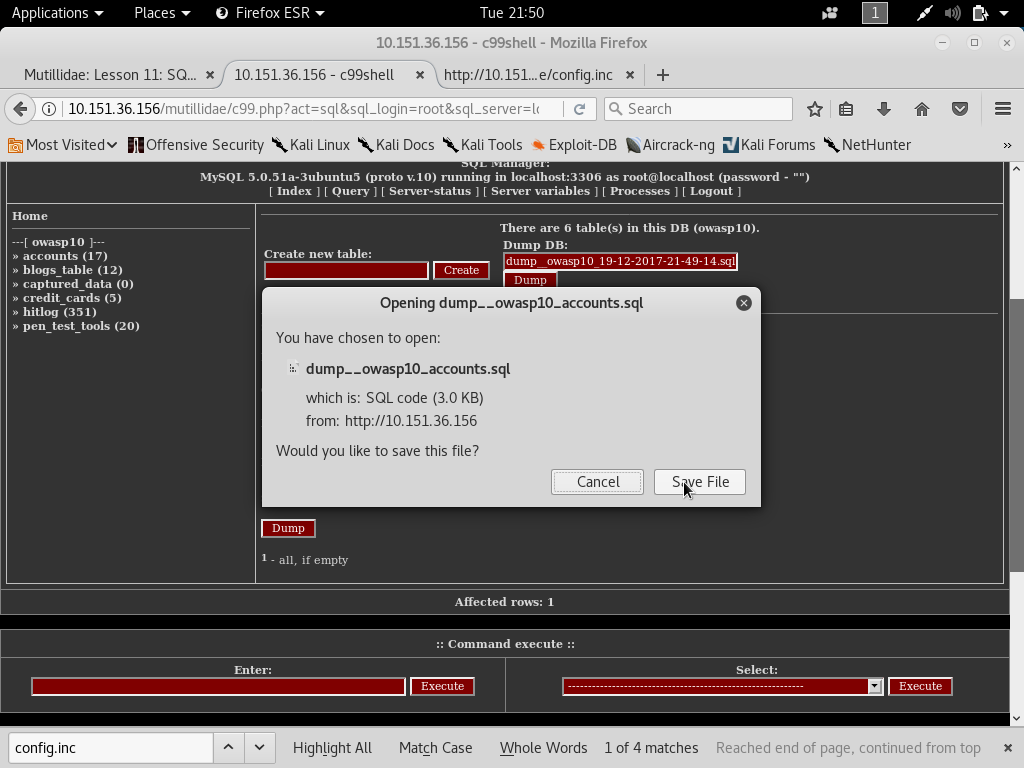 Applications Places Firefox ESR Tue 21:50 1
10.151.36.156 - c99shell - Mozilla Firefox
Mutillidae: Lesson 11: SQ... × 10.151.36.156 - c99shell × http://10.151...e/config.inc × +
10.151.36.156/mutillidae/c99.php?act=sql&sql_login=root&sql_server=lo Search
Most Visited Offensive Security Kali Linux Kali Docs Kali Tools Exploit-DB Aircrack-ng Kali Forums NetHunter »
SQL Manager:
MySQL 5.0.51a-3ubuntu5 (proto v.10) running in localhost:3306 as root@localhost (password - "")
[ Index ] [ Query ] [ Server-status ] [ Server variables ] [ Processes ] [ Logout ]
Home
---[ owasp10 ]---
» accounts (17)
» blogs_table (12)
» captured_data (0)
» credit_cards (5)
» hitlog (351)
» pen_test_tools (20)
There are 6 table(s) in this DB (owasp10).
Create new table:
Create
Dump DB:
dump__owasp10_19-12-2017-21-49-14.sql
Dump
Opening dump__owasp10_accounts.sql
You have chosen to open:
dump__owasp10_accounts.sql
which is: SQL code (3.0 KB)
from: http://10.151.36.156
Would you like to save this file?
Cancel Save File
Dump
1 - all, if empty
Affected rows: 1
:: Command execute ::
Enter:
Execute
Select:
-----------------------------------------------------------
Execute
config.inc Highlight All Match Case Whole Words 1 of 4 matches Reached end of page, continued from top ×